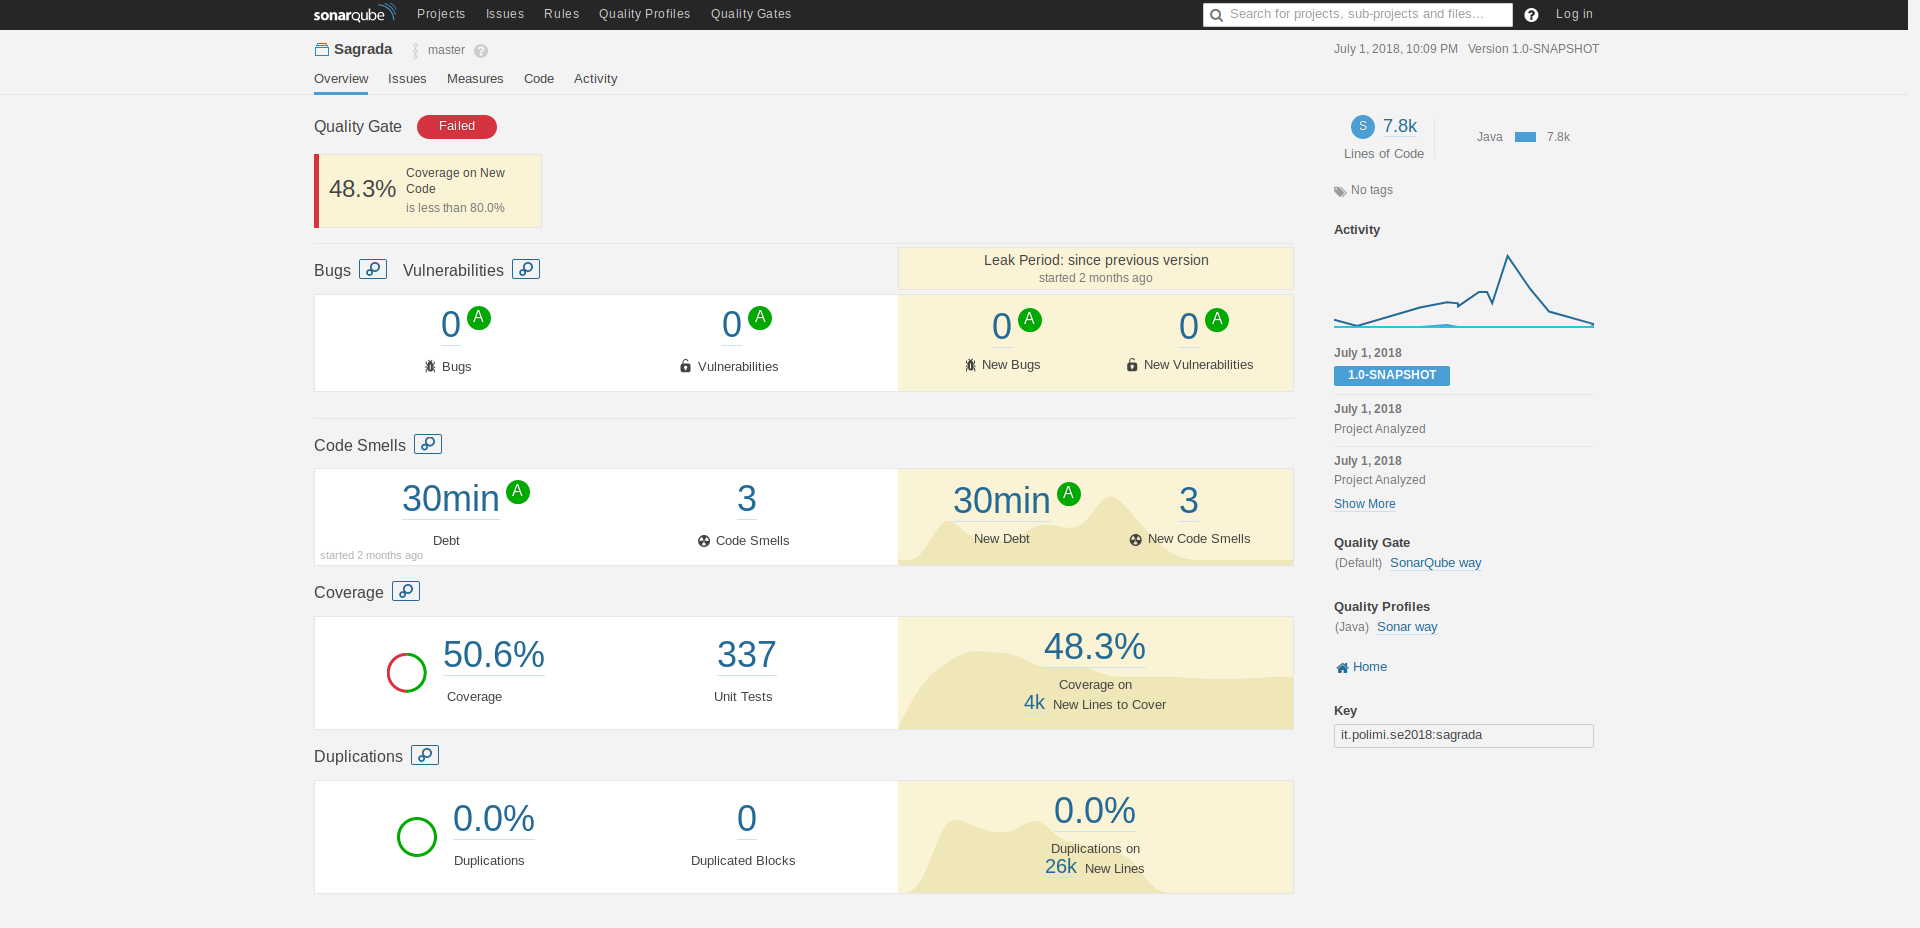 sonarqube Projects Issues Rules Quality Profiles Quality Gates Search for projects, sub-projects and files... ? Log in
Sagrada master ? July 1, 2018, 10:09 PM Version 1.0-SNAPSHOT
Overview Issues Measures Code Activity
Quality Gate Failed
48.3% Coverage on New
Code
is less than 80.0%
Bugs Vulnerabilities
Leak Period: since previous version
started 2 months ago
0 A 0 A 0 A 0 A
Bugs Vulnerabilities New Bugs New Vulnerabilities
Code Smells
30min A 3 30min A 3
Debt Code Smells New Debt New Code Smells
started 2 months ago
Coverage
50.6% 337 48.3%
Coverage Unit Tests Coverage on
4k New Lines to Cover
Duplications
0.0% 0 0.0%
Duplications Duplicated Blocks Duplications on
26k New Lines
S 7.8k
Lines of Code
Java 7.8k
No tags
Activity
July 1, 2018
1.0-SNAPSHOT
July 1, 2018
Project Analyzed
July 1, 2018
Project Analyzed
Show More
Quality Gate
(Default) SonarQube way
Quality Profiles
(Java) Sonar way
Home
Key
it.polimi.se2018:sagrada